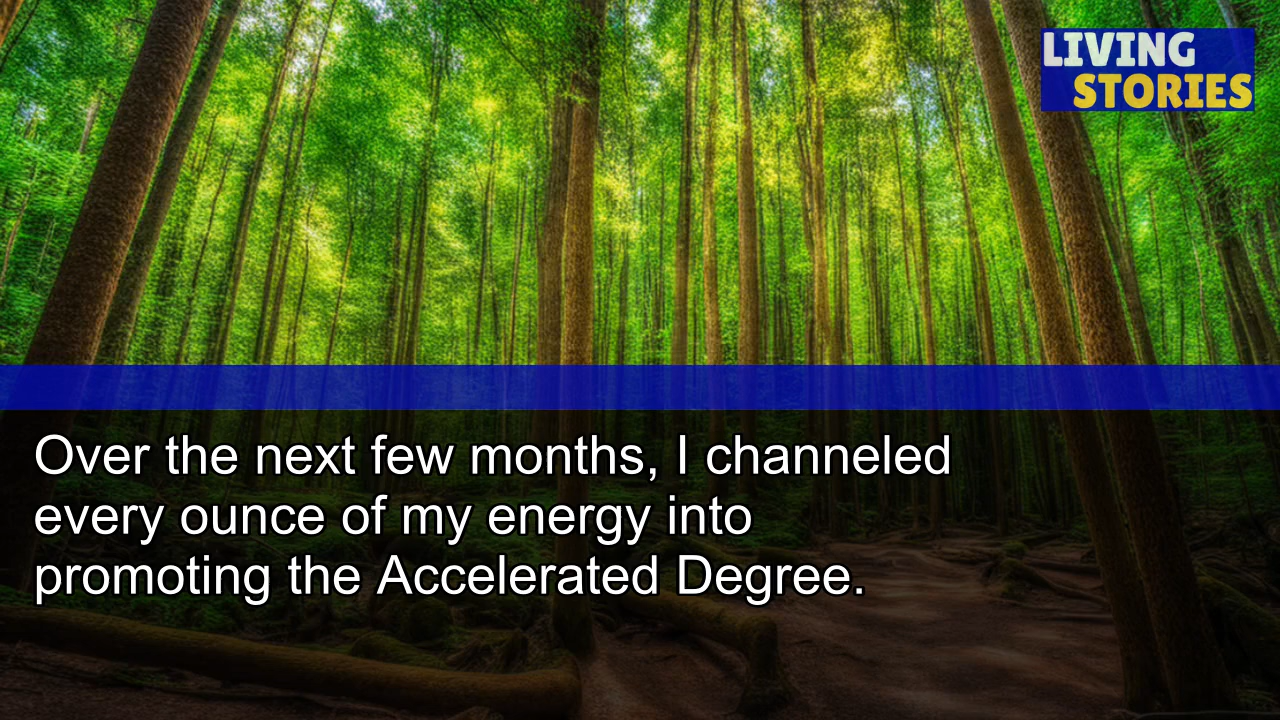 LIVING
STORIES
Over the next few months, I channeled
every ounce of my energy into
promoting the Accelerated Degree.